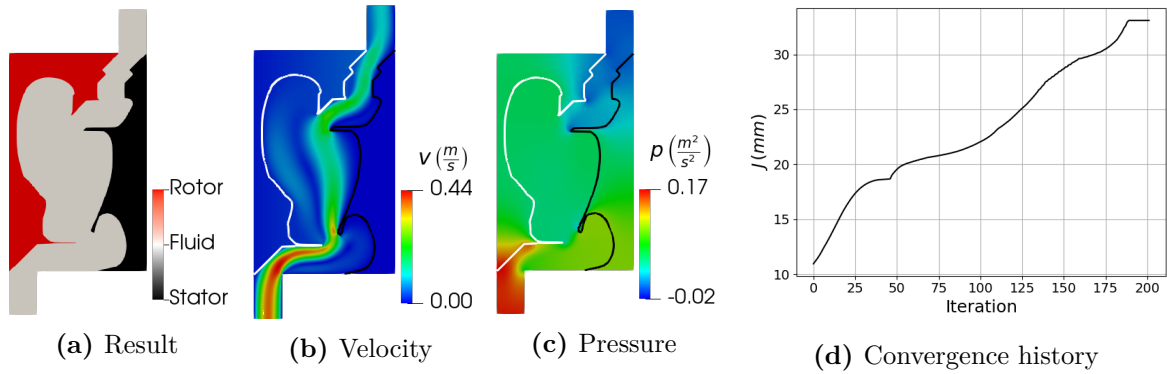 Rotor
Fluid
Stator
v (m/s)
0.44
0.00
p (m²/s²)
0.17
-0.02
J (mm)
30
25
20
15
10
0 25 50 75 100 125 150 175 200
Iteration
(a) Result
(b) Velocity
(c) Pressure
(d) Convergence history